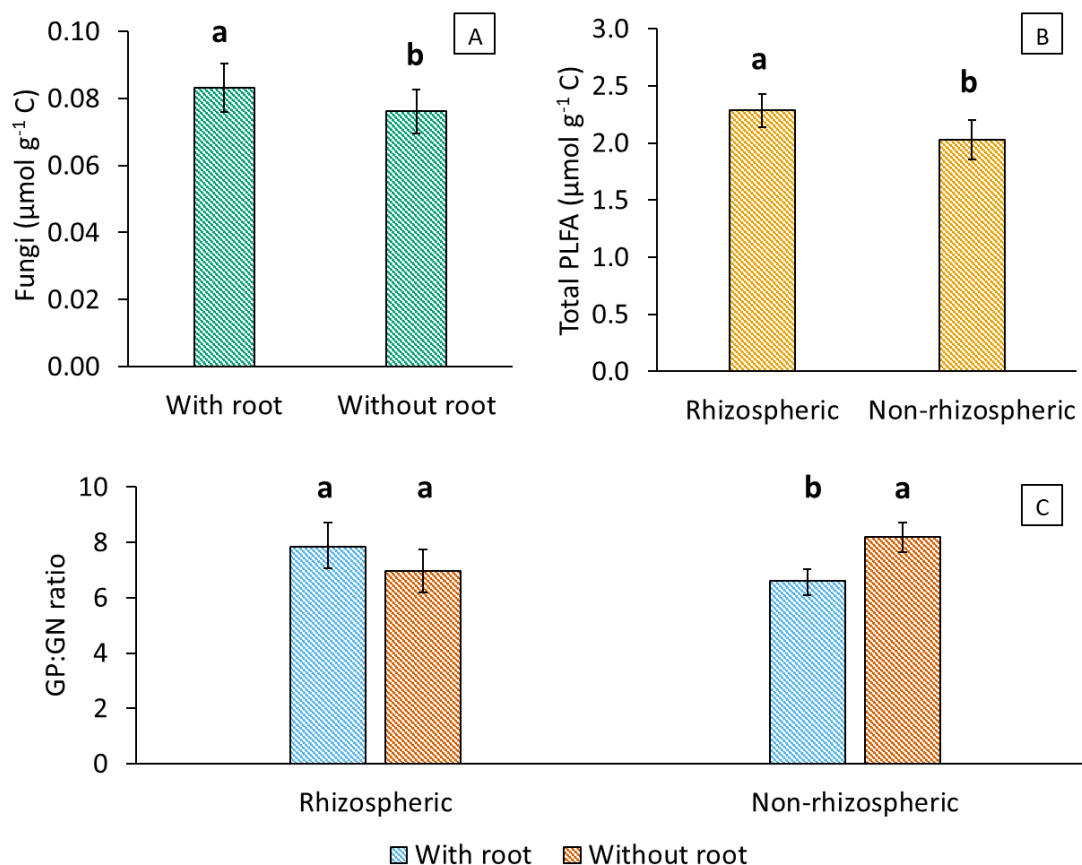 A
a
b
Fungi (µmol g⁻¹ C)
0.10
0.08
0.06
0.04
0.02
0.00
With root
Without root
B
a
b
Total PLFA (µmol g⁻¹ C)
3.0
2.5
2.0
1.5
1.0
0.5
0.0
Rhizospheric
Non-rhizospheric
C
a
a
b
a
GP:GN ratio
10
8
6
4
2
0
Rhizospheric
Non-rhizospheric
With root
Without root